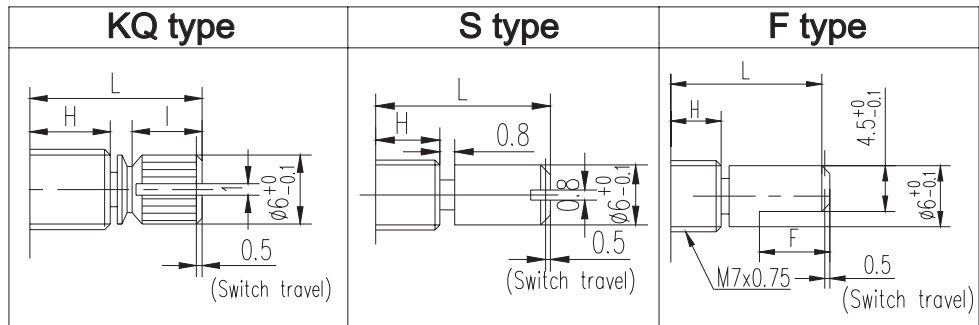 KQ type
S type
F type
L
H
I
1
ø6+0-0.1
0.5
(Switch travel)
L
H
0.8
0.8
ø6+0-0.1
0.5
(Switch travel)
L
H
4.5+0-0.1
ø6+0-0.1
F
M7x0.75
0.5
(Switch travel)